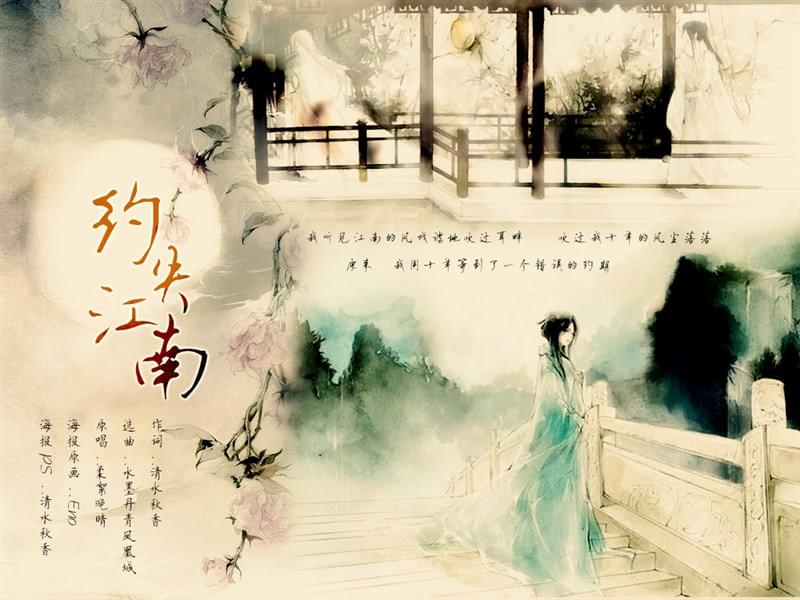 约失江南
我听见江南的风戏谑地吹过耳畔 吹过我十年的风尘落落
原来 我用十年等到了一个错误的约期
作词..清水秋香
选曲..水墨丹青凤凰城
原唱..柔絮晚晴
海报原画..Eno
海报PS..清水秋香